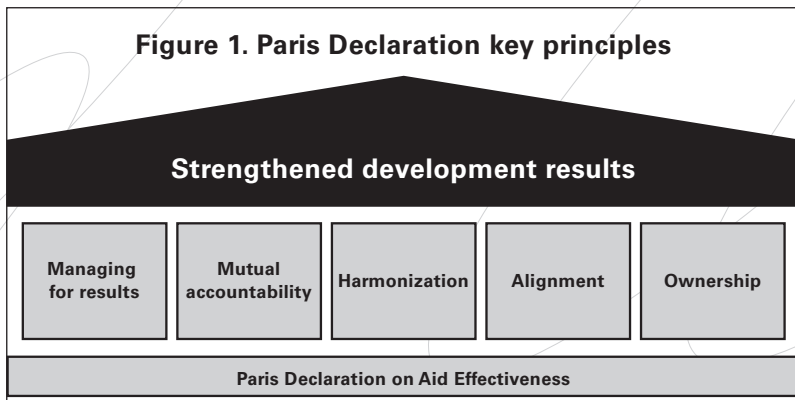 Figure 1. Paris Declaration key principles
Strengthened development results
Managing
for results
Mutual
accountability
Harmonization
Alignment
Ownership
Paris Declaration on Aid Effectiveness